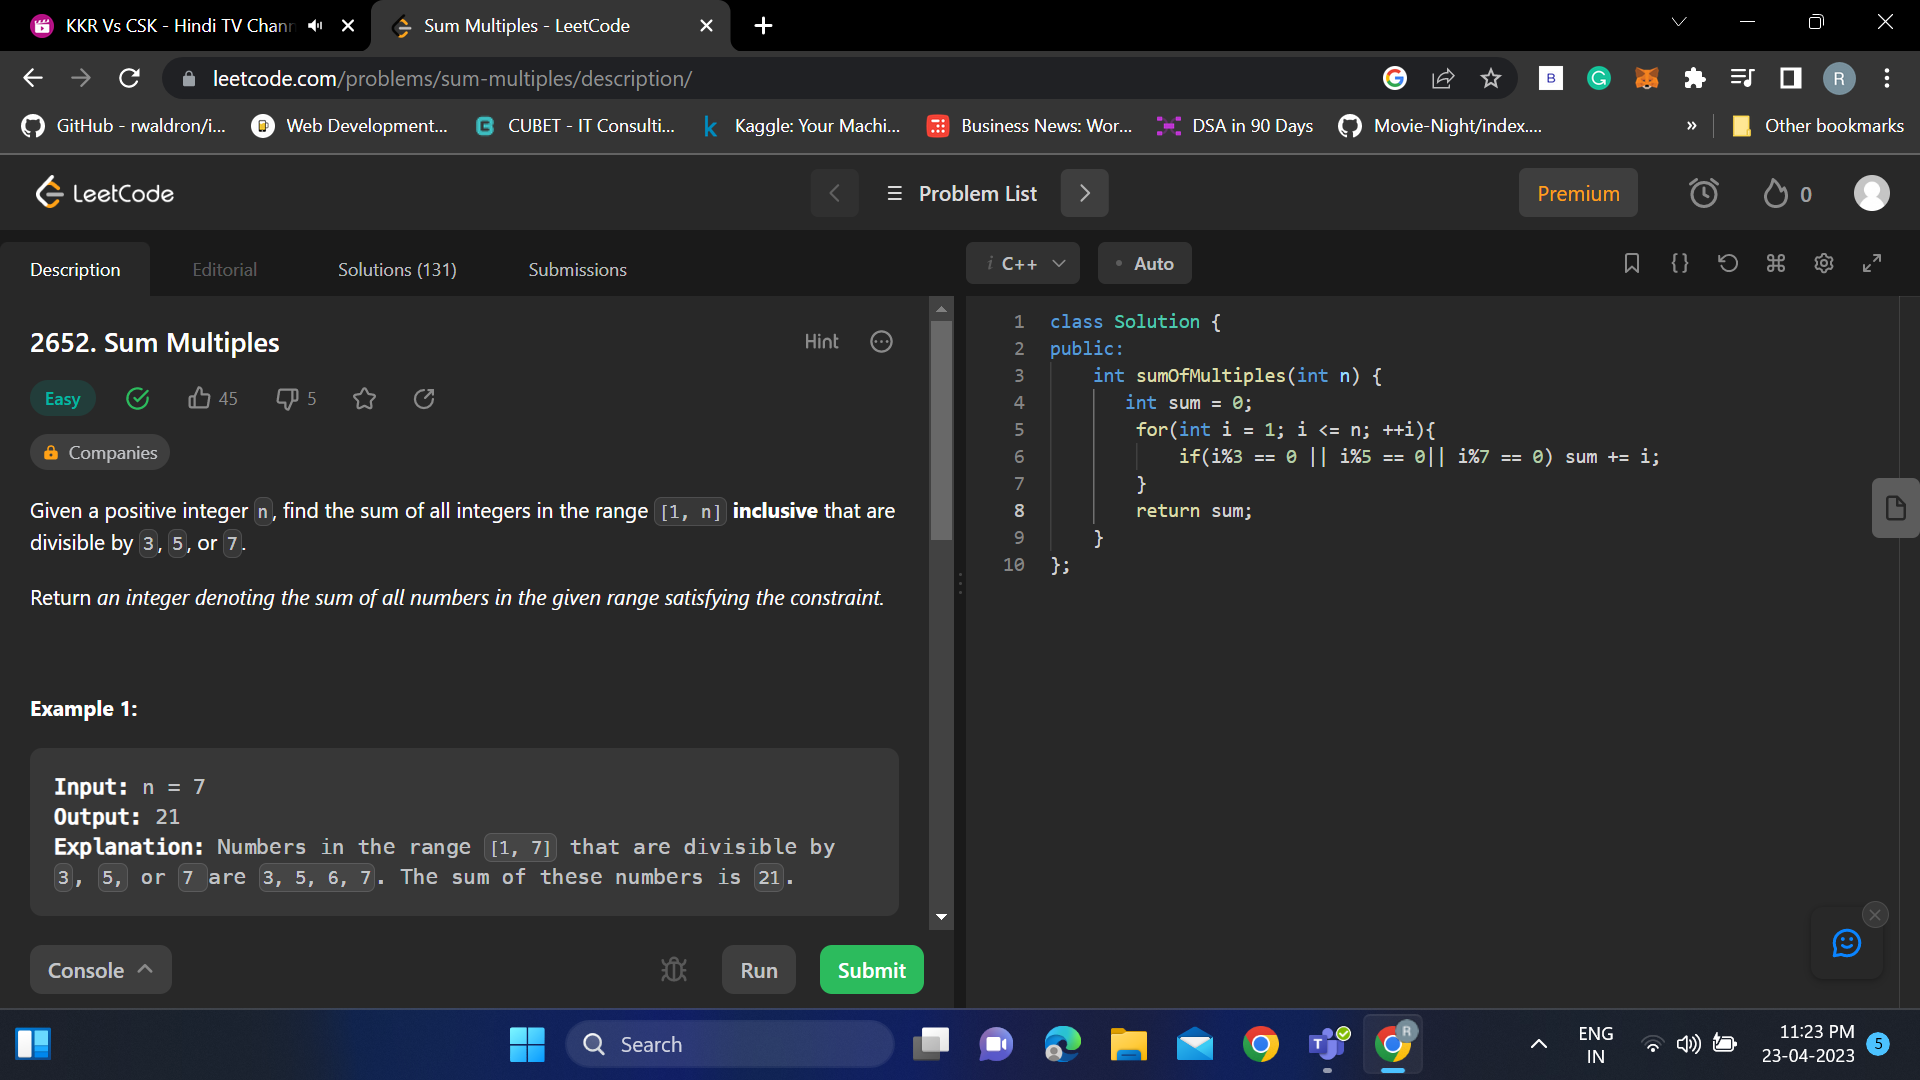 KKR Vs CSK - Hindi TV Chann
Sum Multiples - LeetCode
leetcode.com/problems/sum-multiples/description/
GitHub - rwaldron/i...
Web Development...
CUBET - IT Consulti...
Kaggle: Your Machi...
Business News: Wor...
DSA in 90 Days
Movie-Night/index....
»
Other bookmarks
LeetCode
Problem List
Premium
0
Description
Editorial
Solutions (131)
Submissions
i C++
• Auto
2652. Sum Multiples
Hint
Easy
45
5
Companies
Given a positive integer n, find the sum of all integers in the range [1, n] inclusive that are
divisible by 3, 5, or 7.
Return an integer denoting the sum of all numbers in the given range satisfying the constraint.
Example 1:
Input: n = 7
Output: 21
Explanation: Numbers in the range [1, 7] that are divisible by
3, 5, or 7 are 3, 5, 6, 7. The sum of these numbers is 21.
Console
Run
Submit
1 class Solution {
2 public:
3 int sumOfMultiples(int n) {
4 int sum = 0;
5 for(int i = 1; i <= n; ++i){
6 if(i%3 == 0 || i%5 == 0|| i%7 == 0) sum += i;
7 }
8 return sum;
9 }
10 };
Search
ENG
IN
11:23 PM
23-04-2023
5